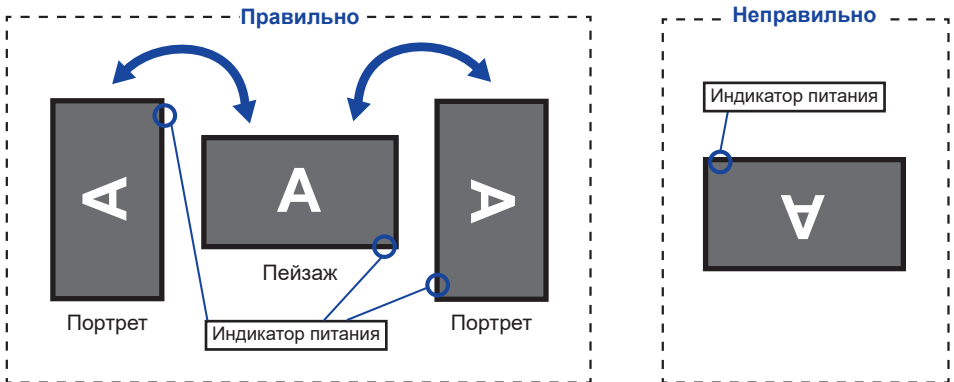 Правильно
A
A
A
Пейзаж
Портрет
Индикатор питания
Портрет
Неправильно
Индикатор питания
A